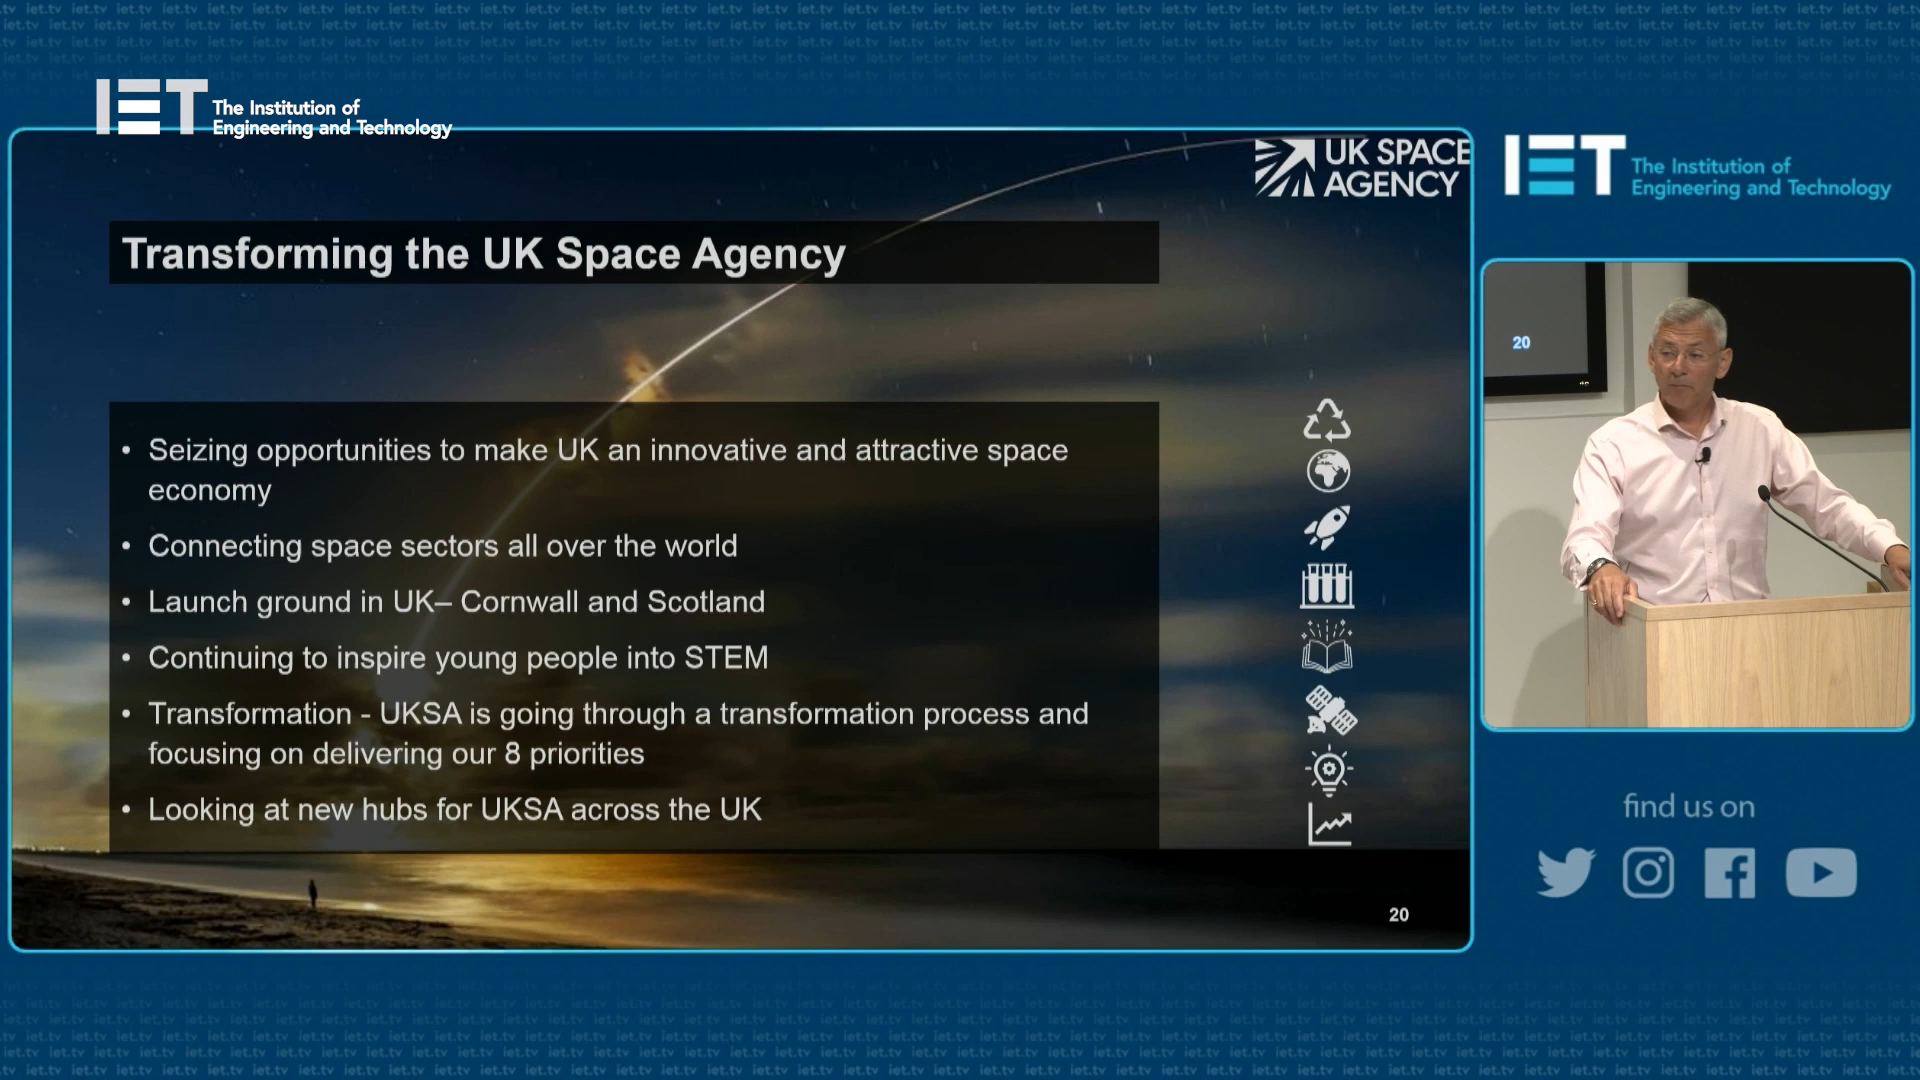 IET The Institution of
Engineering and Technology
UK SPACE
AGENCY
Transforming the UK Space Agency
• Seizing opportunities to make UK an innovative and attractive space
economy
• Connecting space sectors all over the world
• Launch ground in UK– Cornwall and Scotland
• Continuing to inspire young people into STEM
• Transformation - UKSA is going through a transformation process and
focusing on delivering our 8 priorities
• Looking at new hubs for UKSA across the UK
20
IET The Institution of
Engineering and Technology
20
find us on
iet.tv